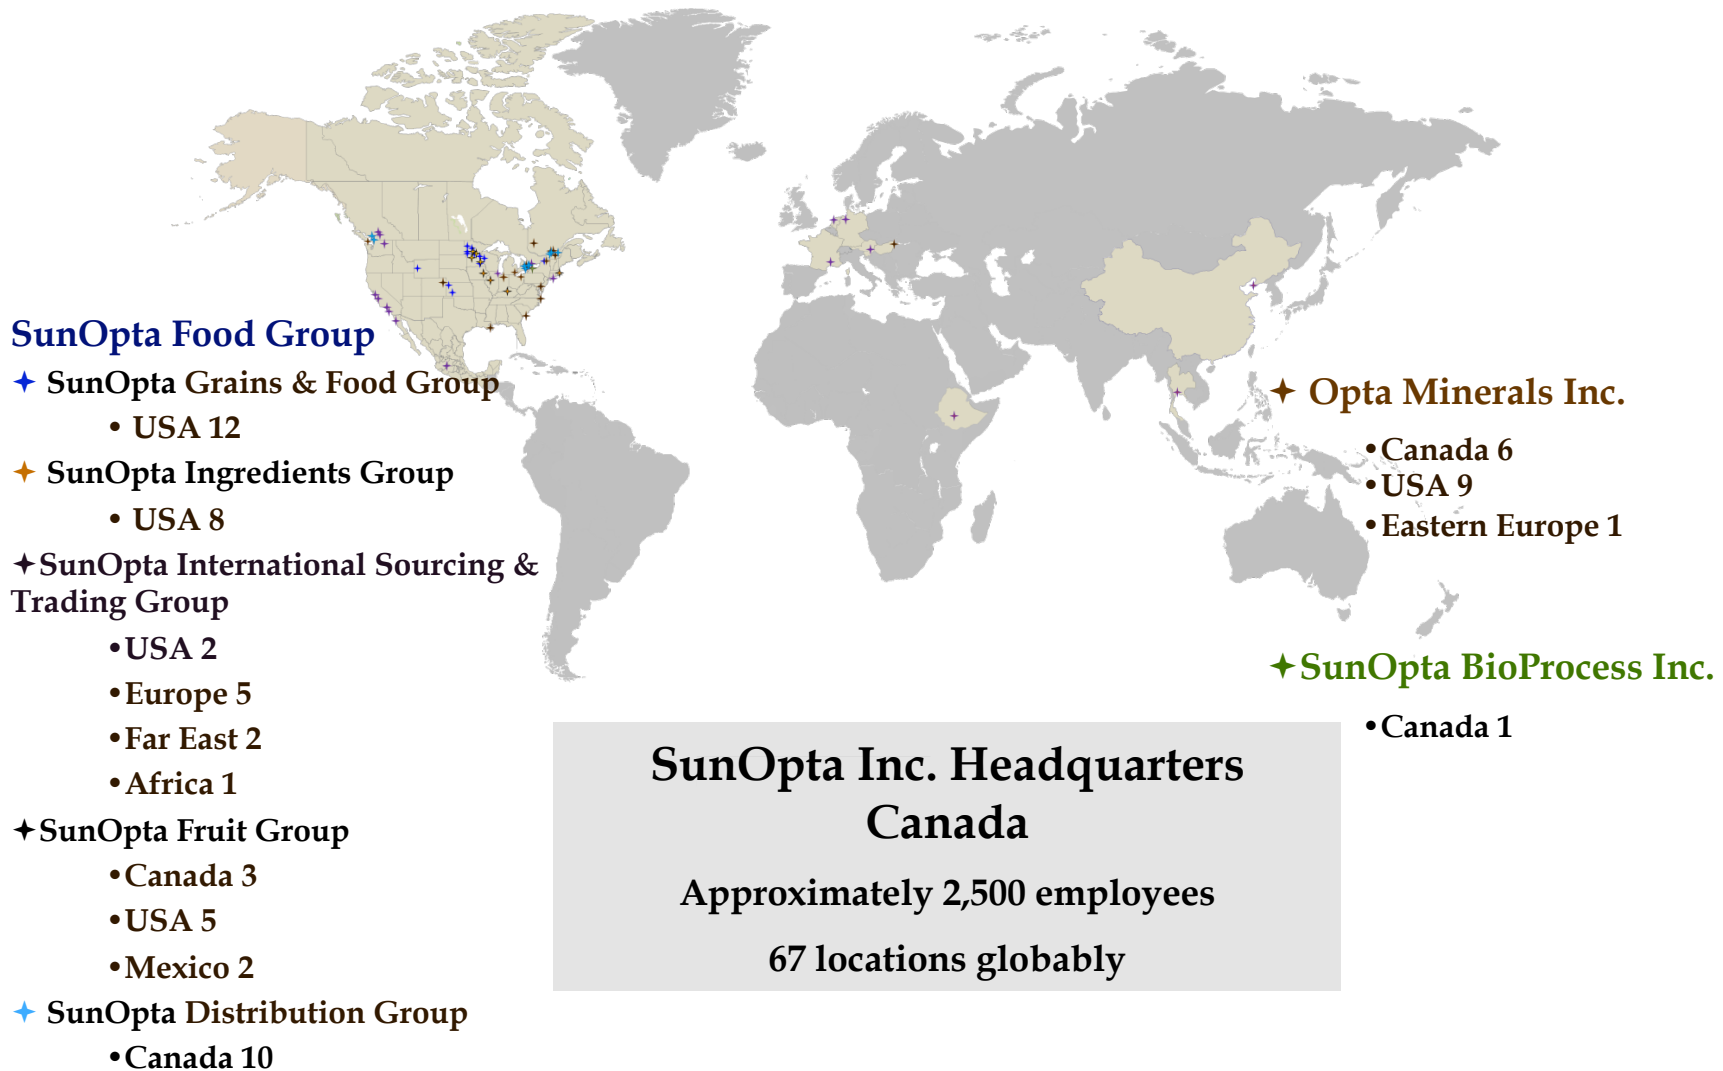 SunOpta Food Group
SunOpta Grains & Food Group
• USA 12
SunOpta Ingredients Group
• USA 8
SunOpta International Sourcing &
Trading Group
•USA 2
•Europe 5
•Far East 2
•Africa 1
SunOpta Fruit Group
•Canada 3
•USA 5
•Mexico 2
SunOpta Distribution Group
•Canada 10
Opta Minerals Inc.
•Canada 6
•USA 9
•Eastern Europe 1
SunOpta BioProcess Inc.
•Canada 1
SunOpta Inc. Headquarters
Canada
Approximately 2,500 employees
67 locations globably